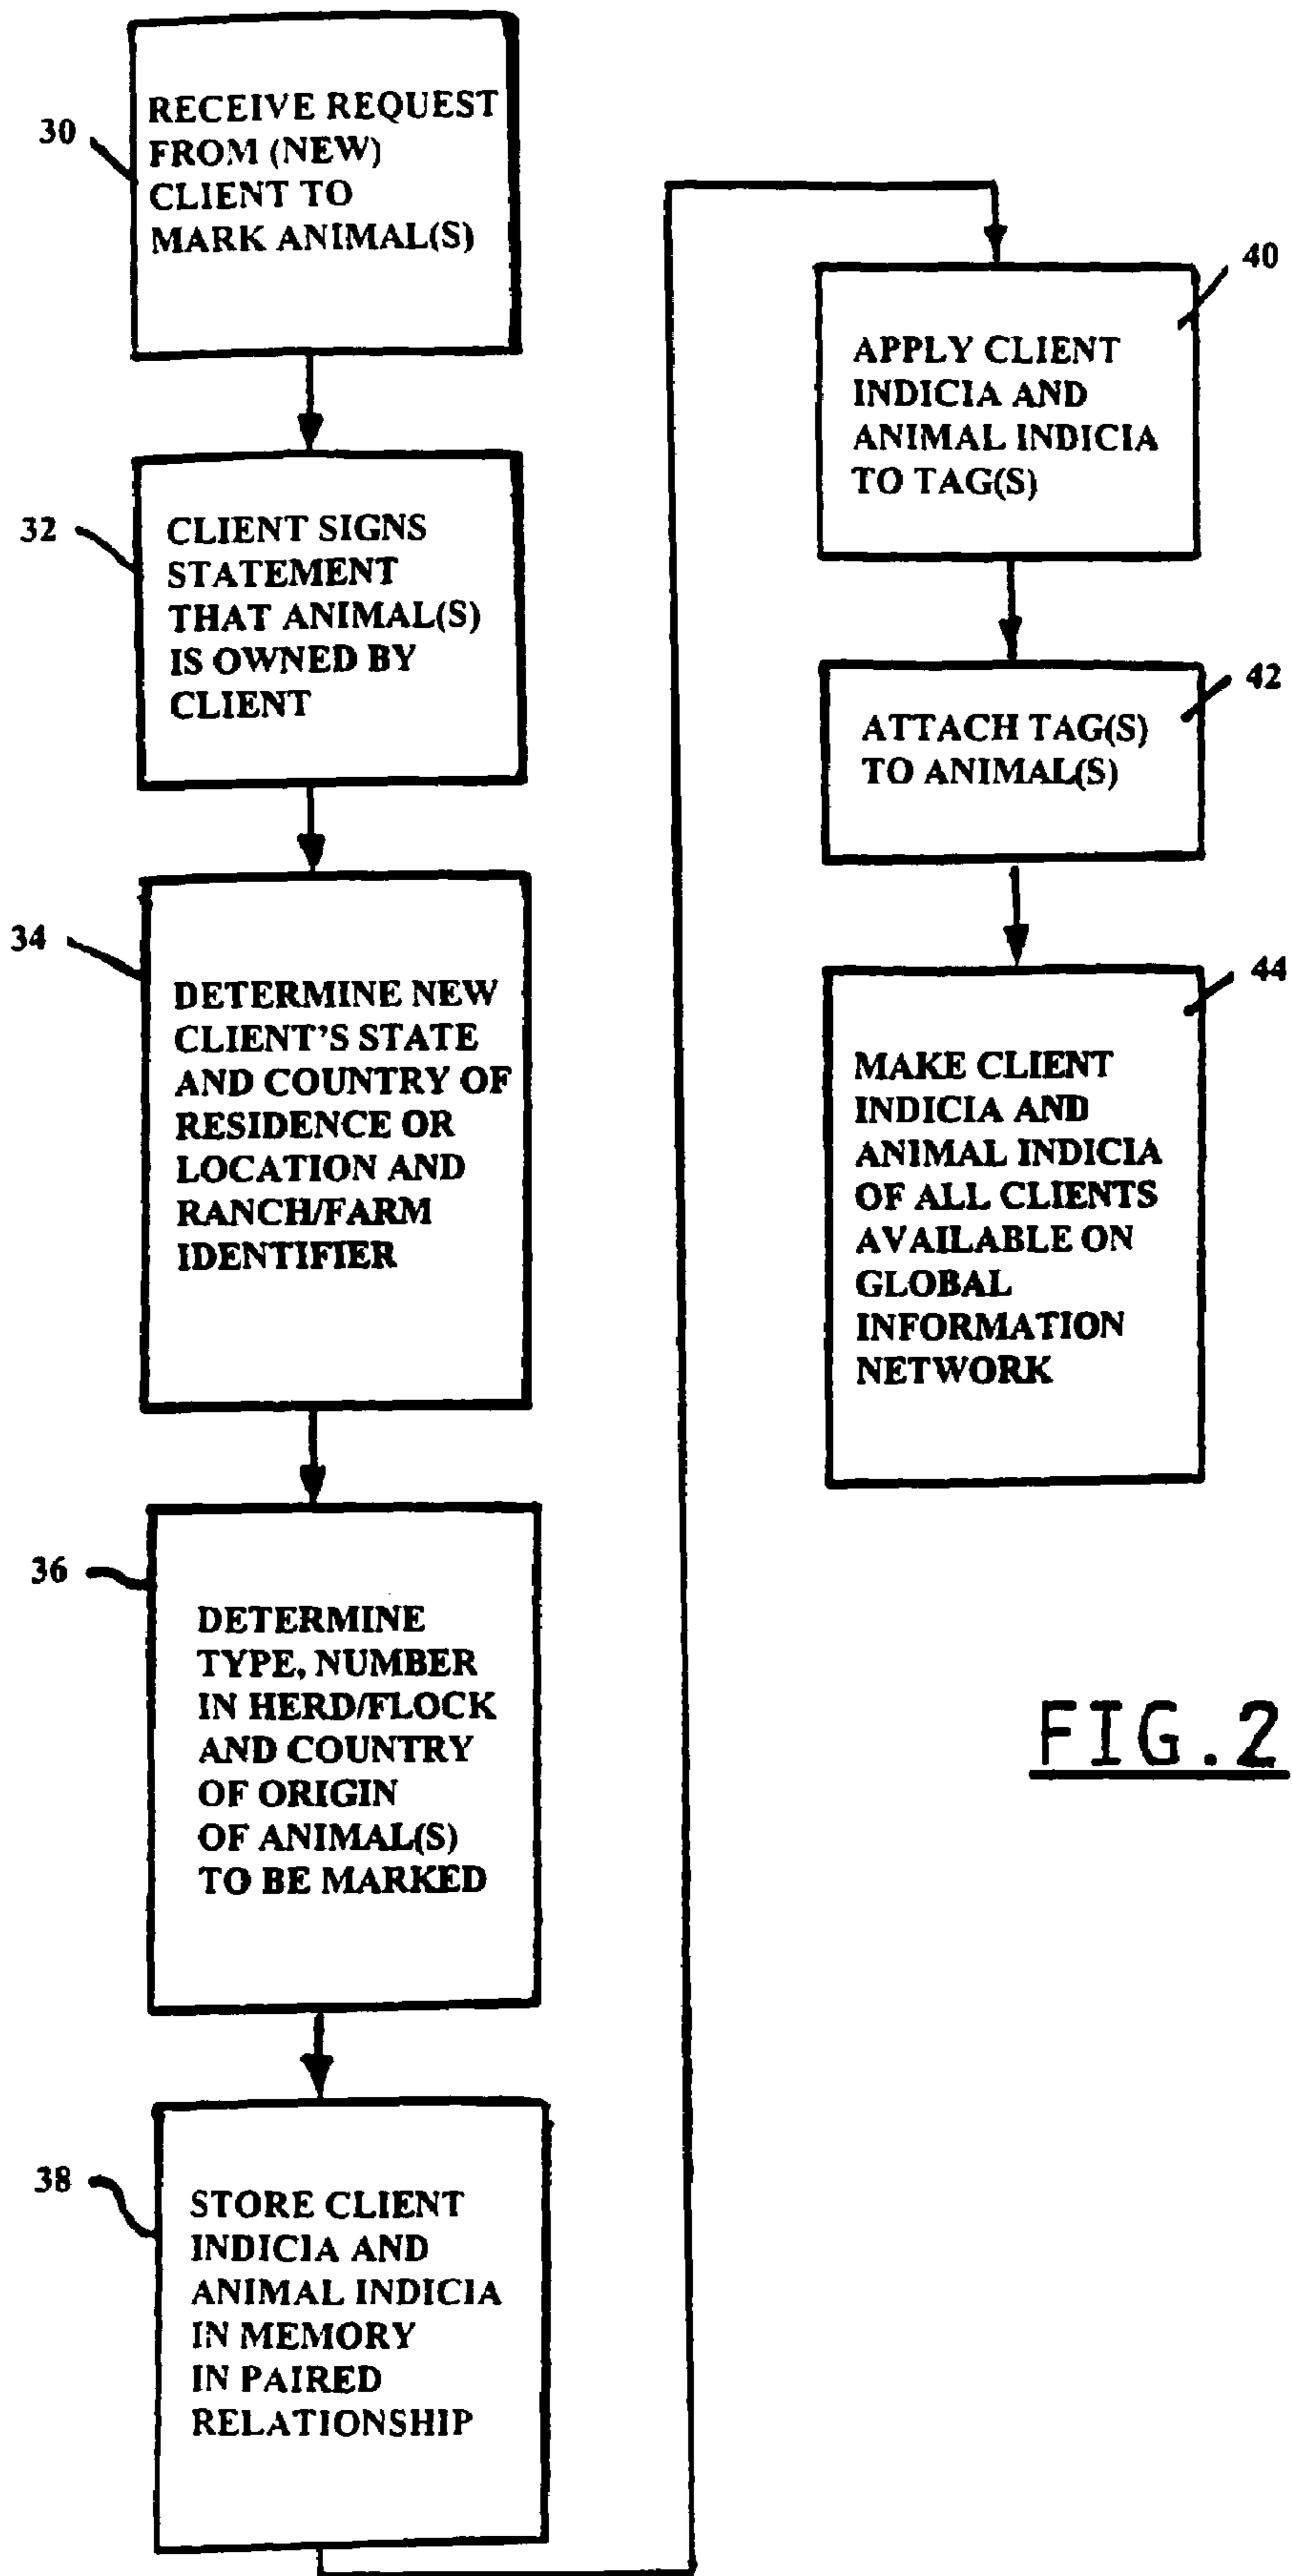 30
RECEIVE REQUEST
FROM (NEW)
CLIENT TO
MARK ANIMAL(S)
32
CLIENT SIGNS
STATEMENT
THAT ANIMAL(S)
IS OWNED BY
CLIENT
34
DETERMINE NEW
CLIENT'S STATE
AND COUNTRY OF
RESIDENCE OR
LOCATION AND
RANCH/FARM
IDENTIFIER
36
DETERMINE
TYPE, NUMBER
IN HERD/FLOCK
AND COUNTRY
OF ORIGIN
OF ANIMAL(S)
TO BE MARKED
38
STORE CLIENT
INDICIA AND
ANIMAL INDICIA
IN MEMORY
IN PAIRED
RELATIONSHIP
40
APPLY CLIENT
INDICIA AND
ANIMAL INDICIA
TO TAG(S)
42
ATTACH TAG(S)
TO ANIMAL(S)
44
MAKE CLIENT
INDICIA AND
ANIMAL INDICIA
OF ALL CLIENTS
AVAILABLE ON
GLOBAL
INFORMATION
NETWORK
FIG.2